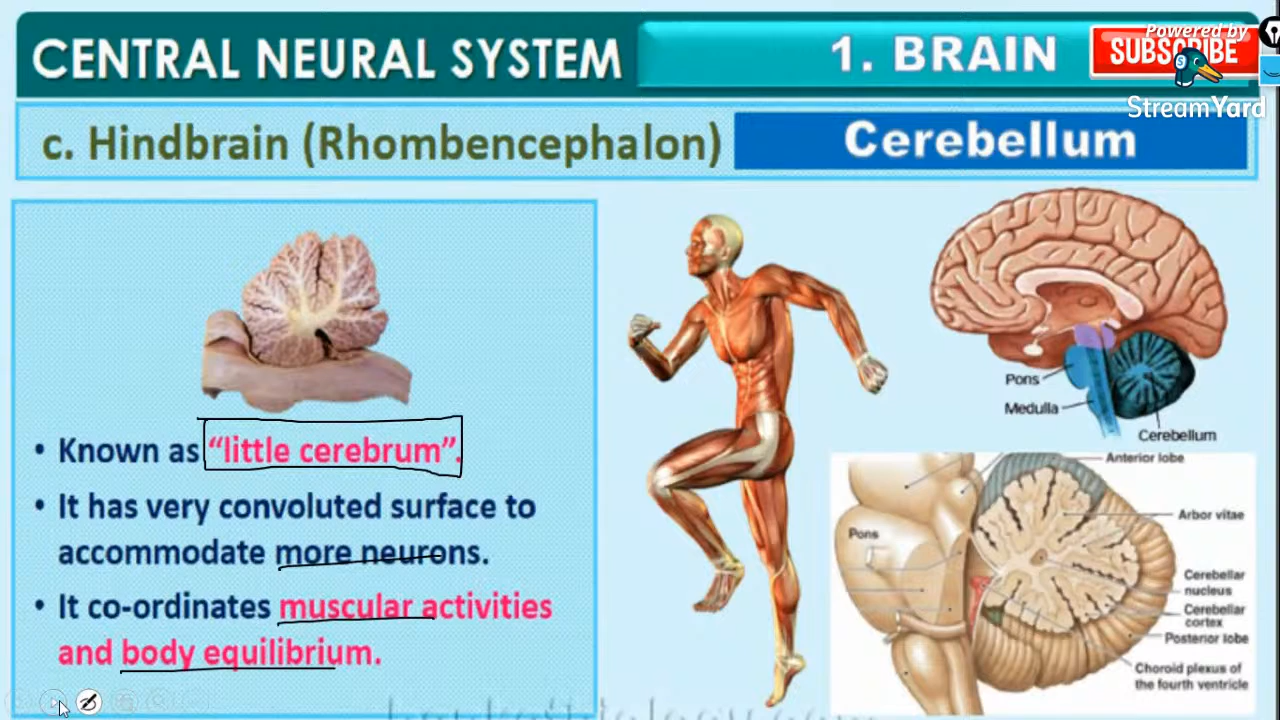 CENTRAL NEURAL SYSTEM
1. BRAIN
Powered by
SUBSCRIBE
StreamYard
c. Hindbrain (Rhombencephalon)
Cerebellum
• Known as “little cerebrum”.
• It has very convoluted surface to
accommodate more neurons.
• It co-ordinates muscular activities
and body equilibrium.
Pons
Medulla
Cerebellum
Anterior lobe
Arbor vitae
Pons
Cerebellar
nucleus
Cerebellar
cortex
Posterior lobe
Choroid plexus of
the fourth ventricle